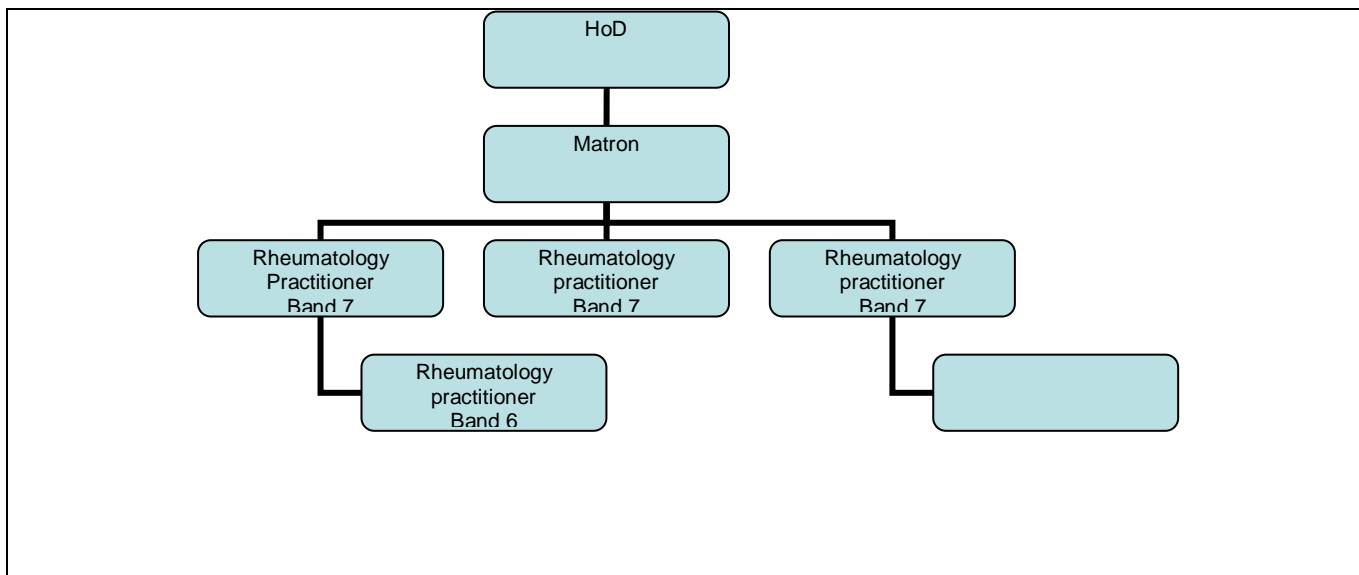 HoD
Matron
Rheumatology
Practitioner
Band 7
Rheumatology
practitioner
Band 7
Rheumatology
practitioner
Band 7
Rheumatology
practitioner
Band 6